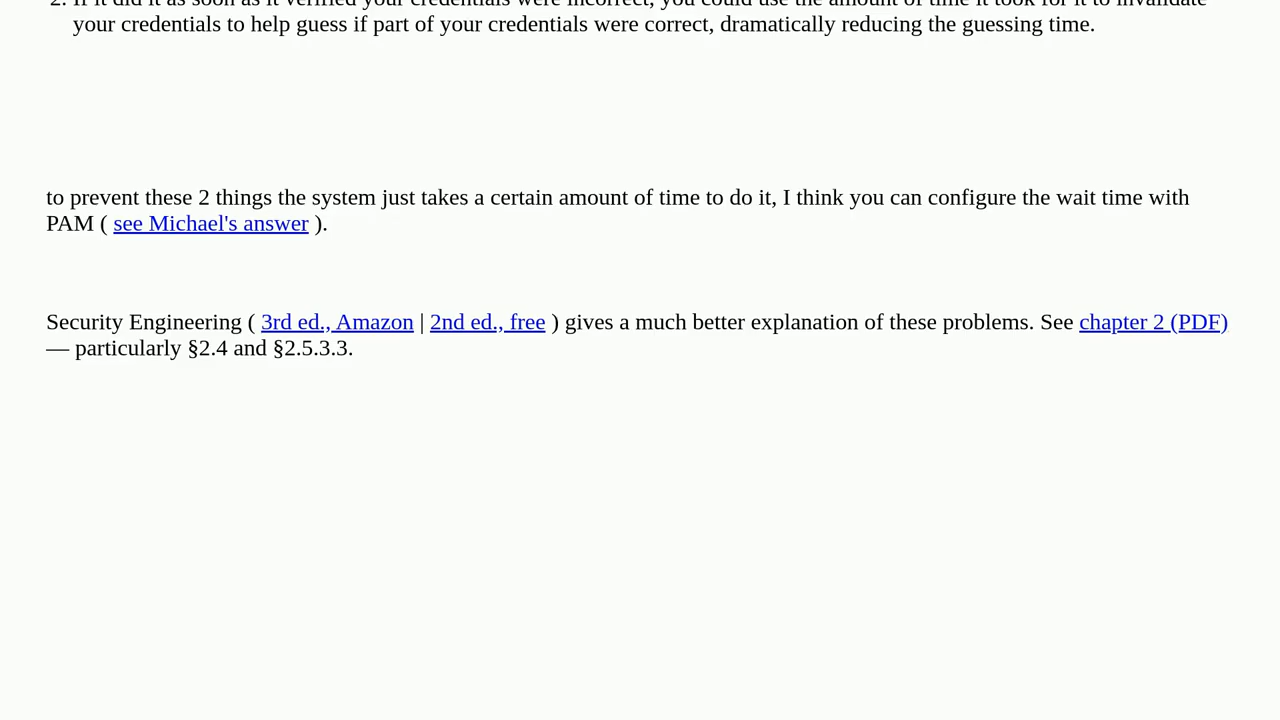 2. If it did it as soon as it verified your credentials were incorrect, you could use the amount of time it took for it to invalidate
your credentials to help guess if part of your credentials were correct, dramatically reducing the guessing time.
to prevent these 2 things the system just takes a certain amount of time to do it, I think you can configure the wait time with
PAM ( see Michael's answer ).
Security Engineering ( 3rd ed., Amazon | 2nd ed., free ) gives a much better explanation of these problems. See chapter 2 (PDF)
— particularly §2.4 and §2.5.3.3.